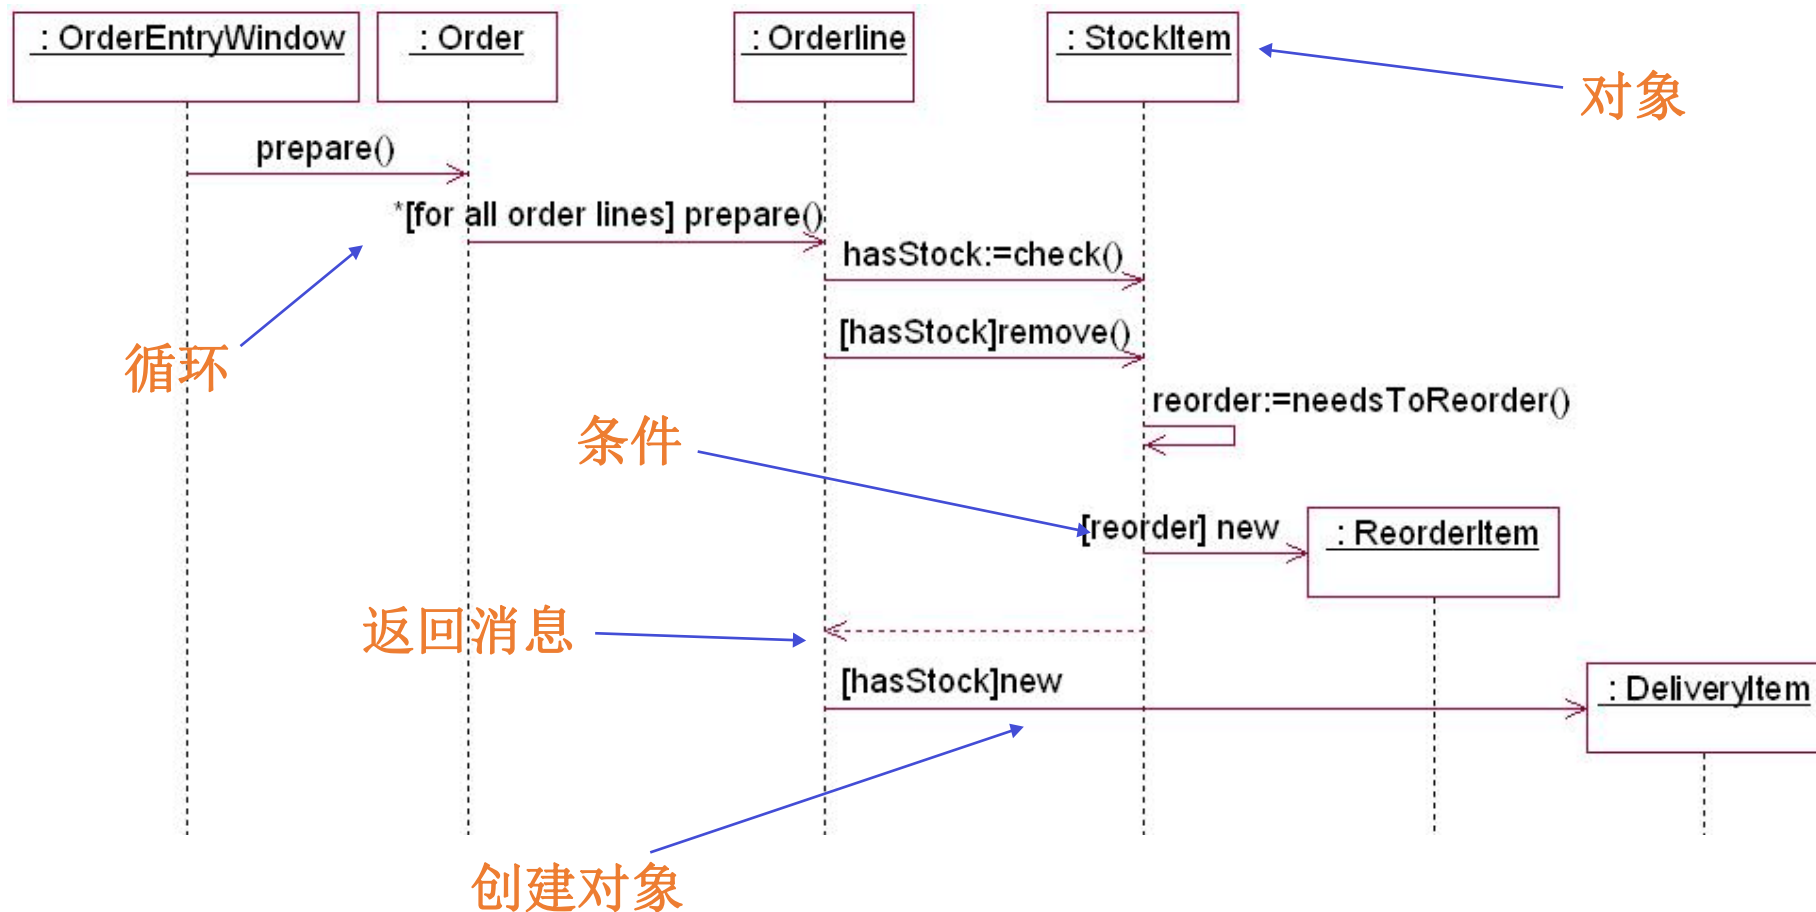 : OrderEntryWindow
: Order
: Orderline
: StockItem
对象
prepare()
*[for all order lines] prepare()
hasStock:=check()
循环
[hasStock]remove()
reorder:=needsToReorder()
条件
[reorder] new
: ReorderItem
返回消息
[hasStock]new
: DeliveryItem
创建对象